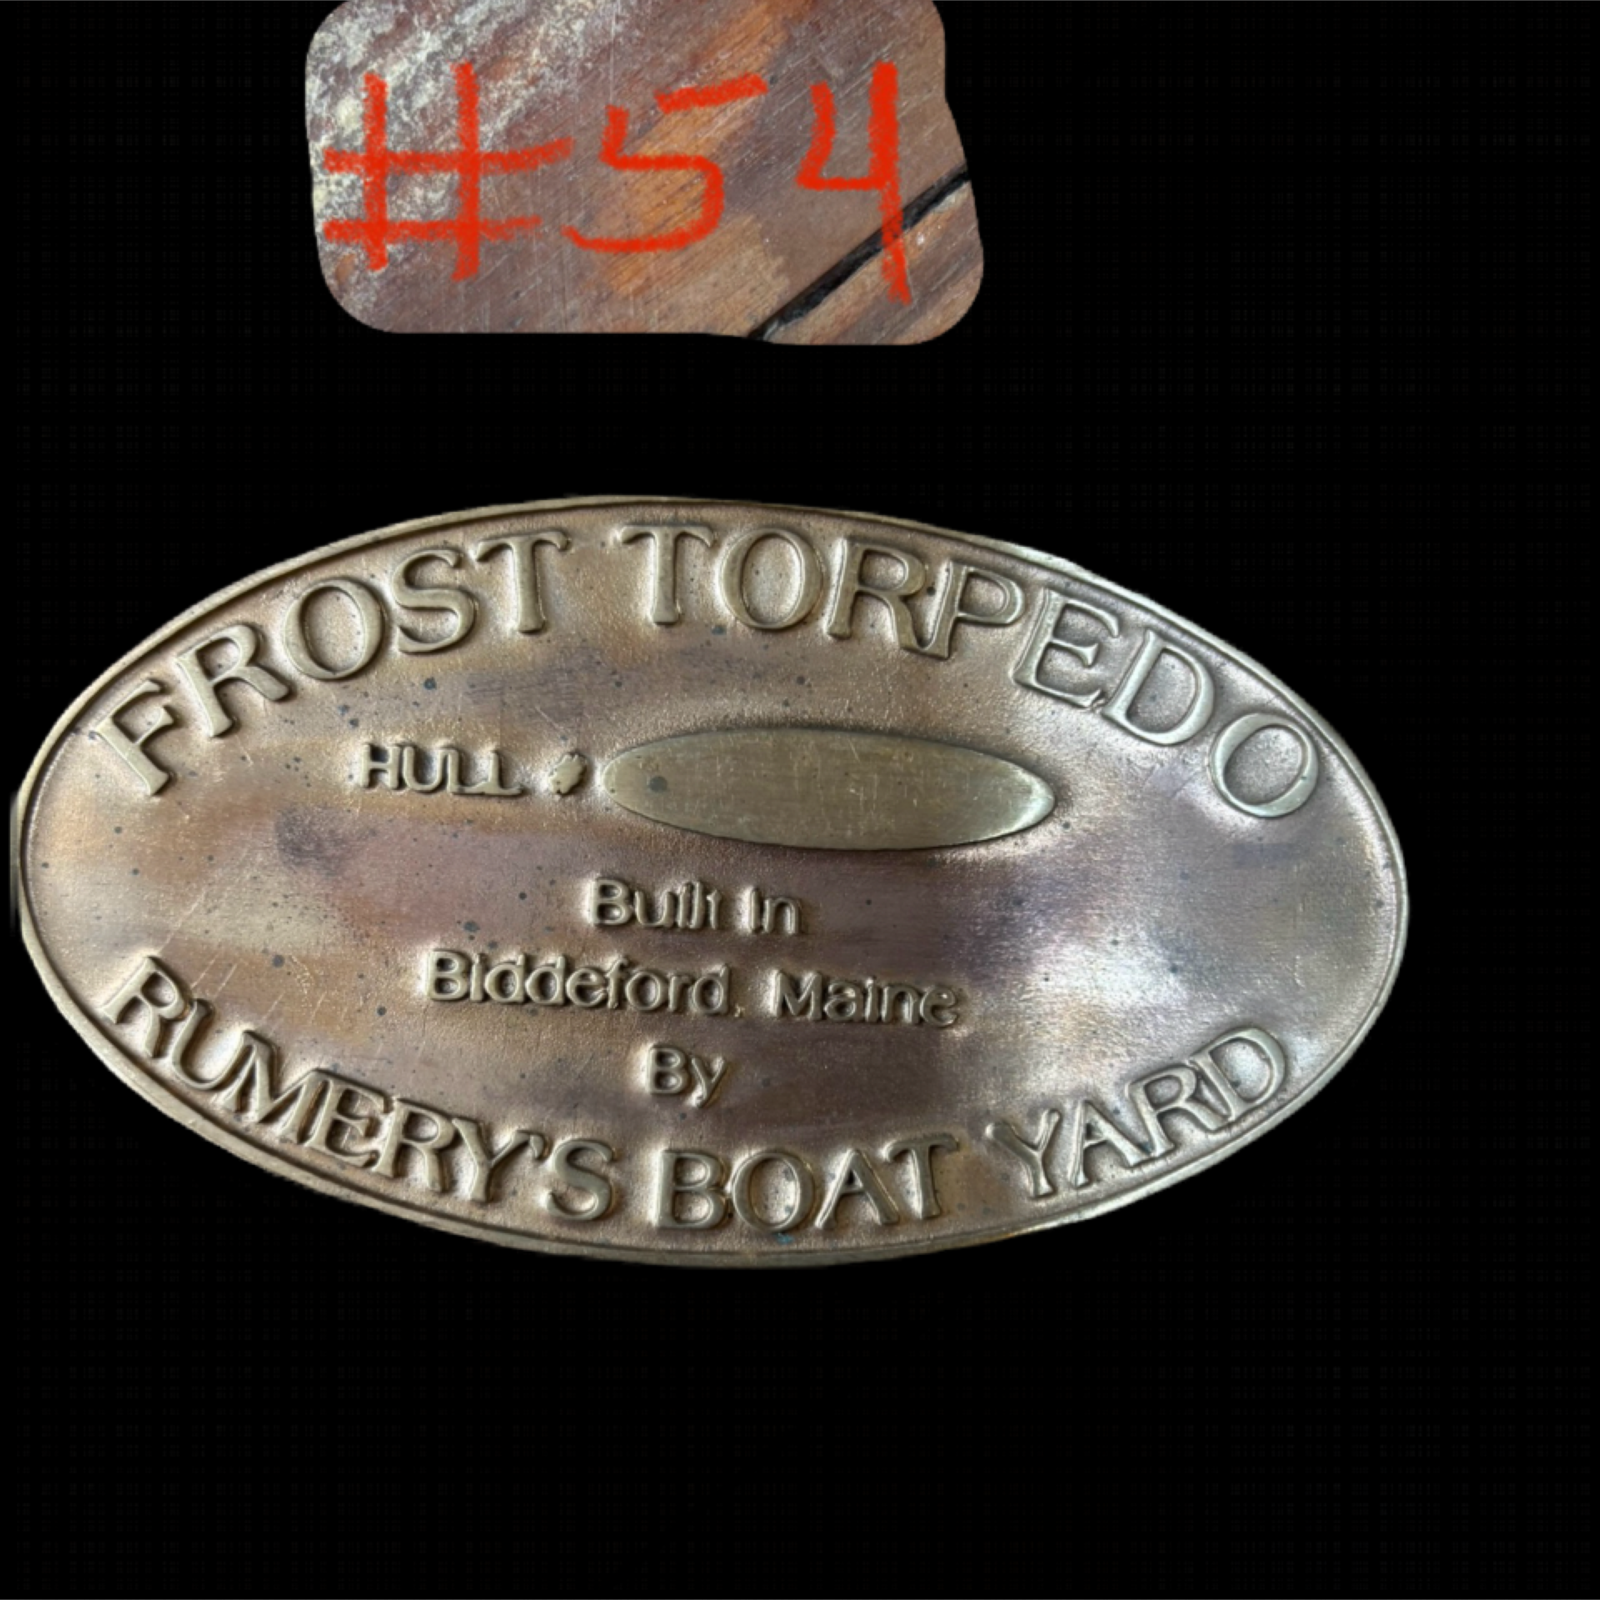 #54
FROST TORPEDO
HULL #
Built In
Biddeford, Maine
By
RUMERY'S BOAT YARD